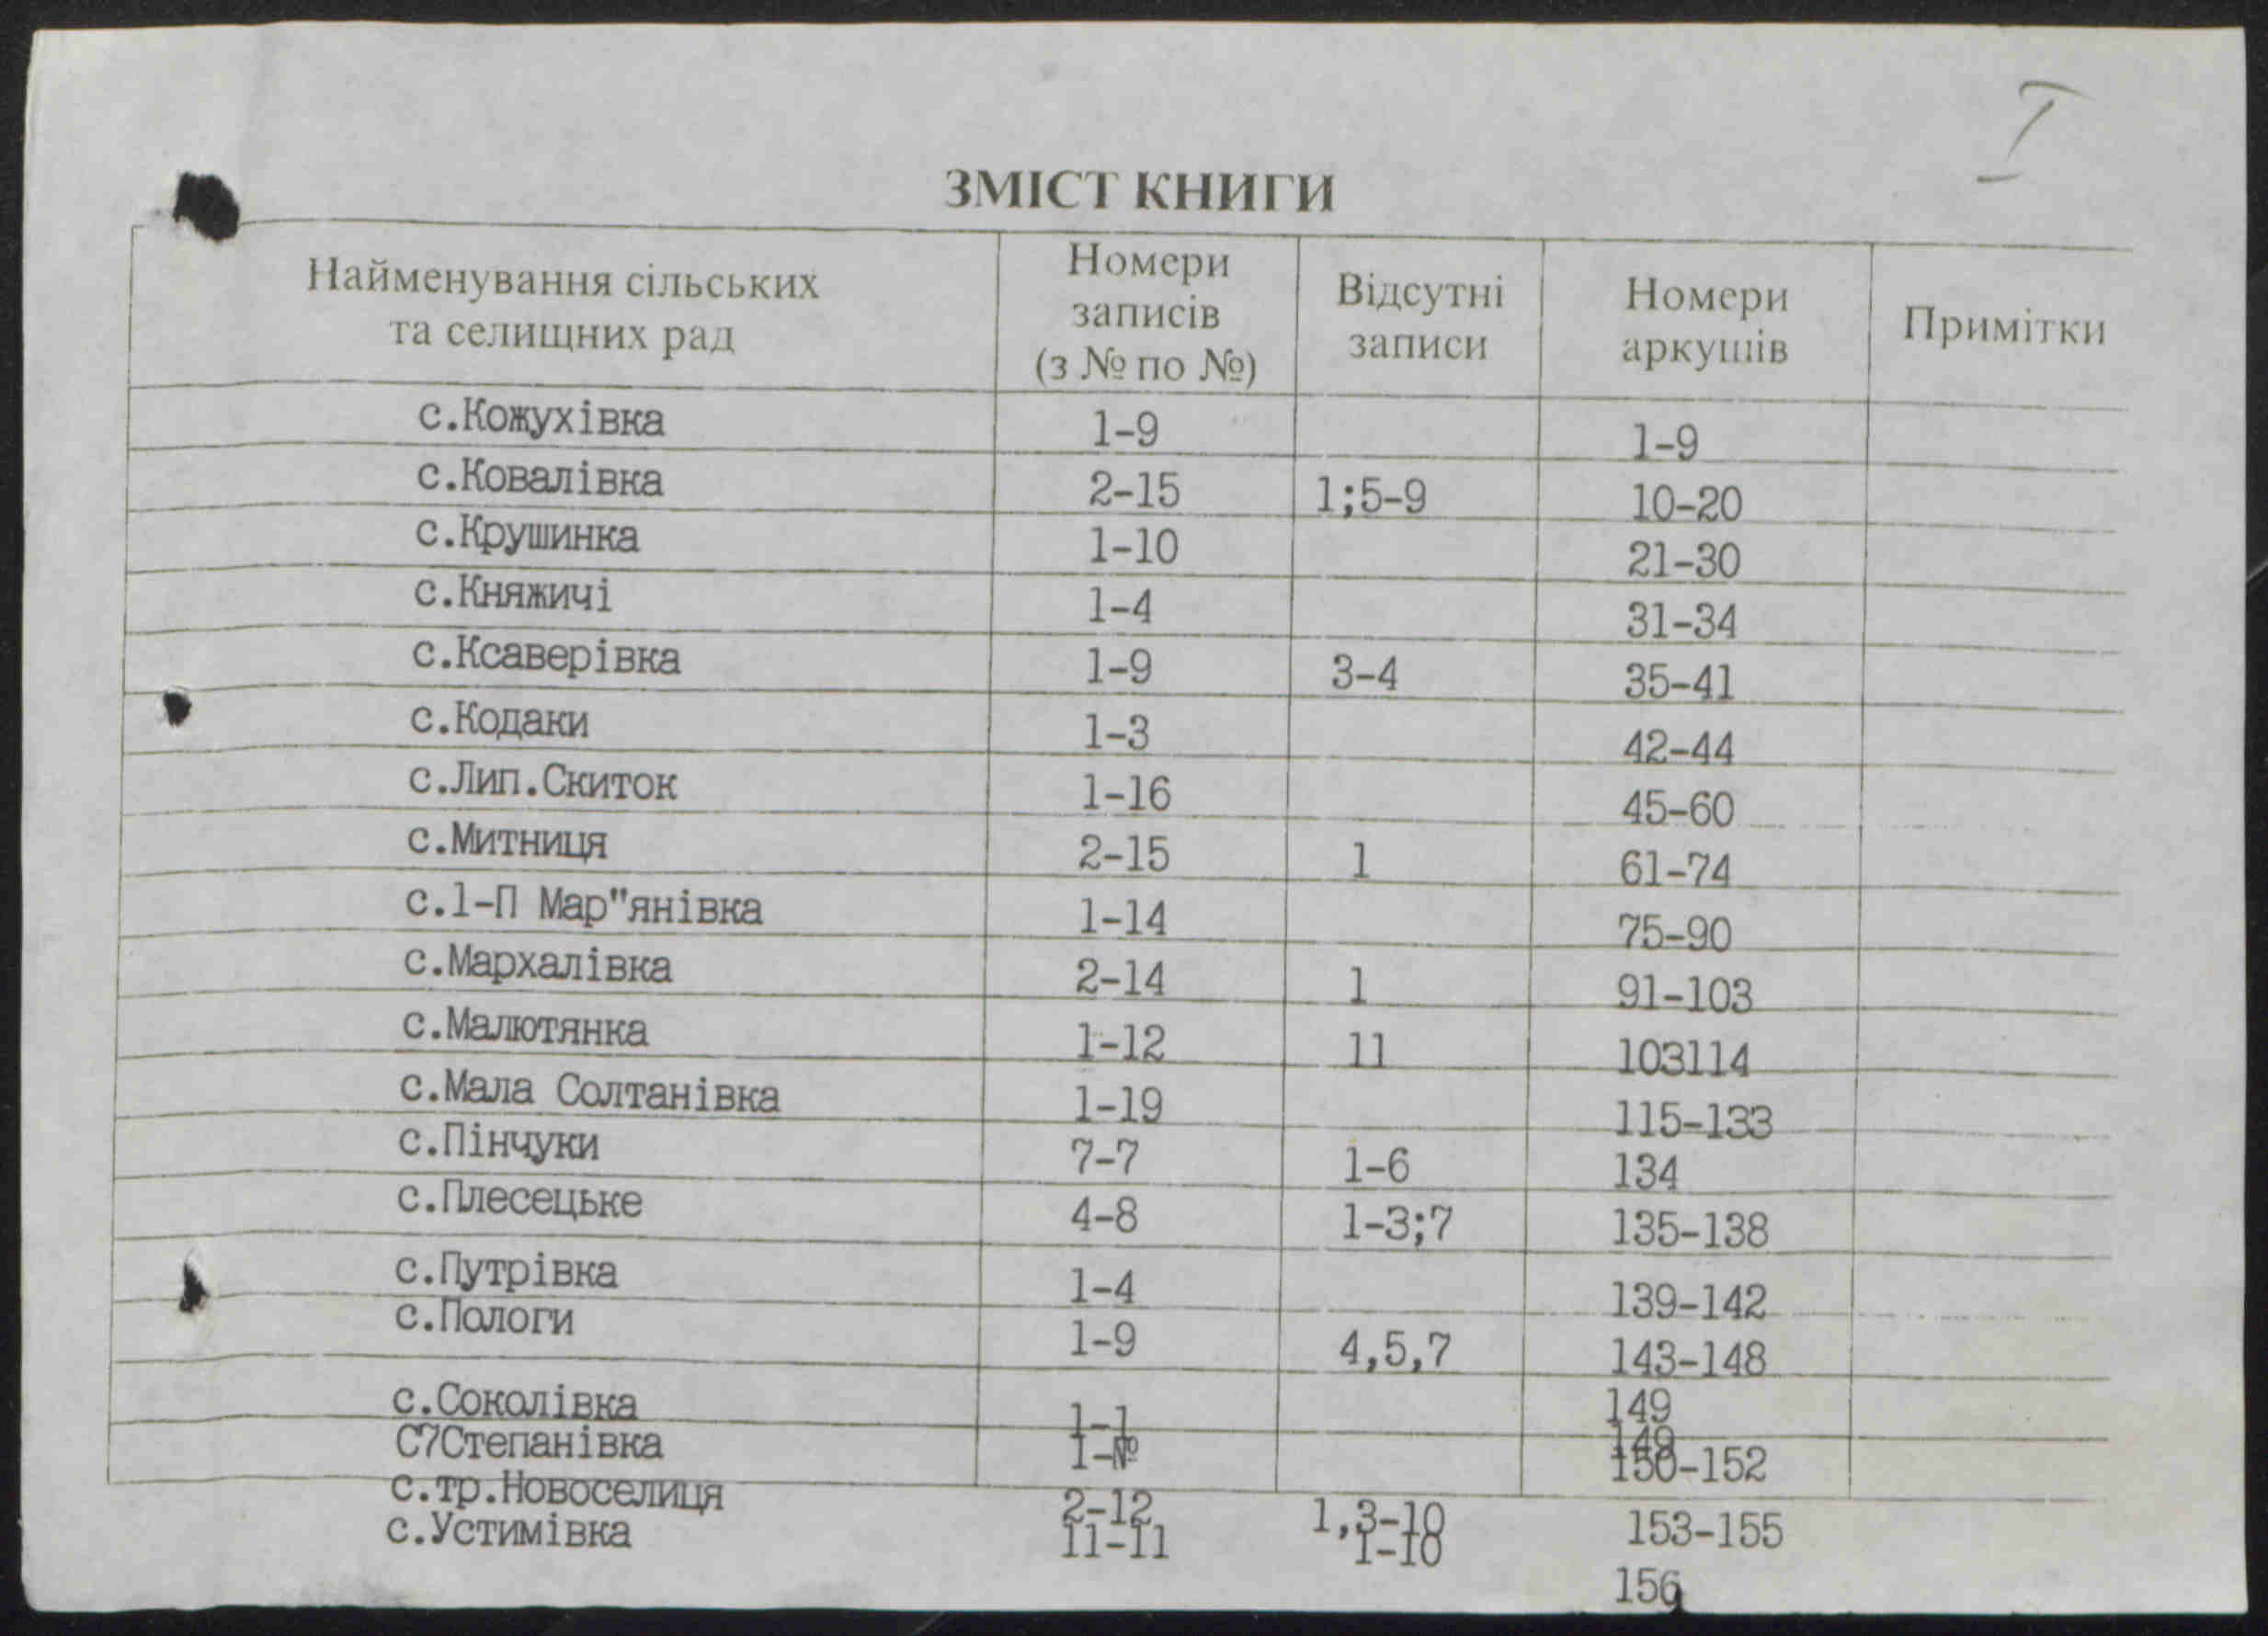 I
ЗМІСТ КНИГИ
Найменування сільських та селищних рад Номери записів (з № по №) Відсутні записи Номери аркушів Примітки
с.Кожухівка 1-9 1-9
с.Ковалівка 2-15 1;5-9 10-20
с.Крушинка 1-10 21-30
с.Княжичі 1-4 31-34
с.Ксаверівка 1-9 3-4 35-41
с.Кодаки 1-3 42-44
с.Лип.Скиток 1-16 45-60
с.Митниця 2-15 1 61-74
с.1-П Мар"янівка 1-14 75-90
с.Мархалівка 2-14 1 91-103
с.Малютянка 1-12 11 103114
с.Мала Солтанівка 1-19 115-133
с.Пінчуки 7-7 1-6 134
с.Плесецьке 4-8 1-3;7 135-138
с.Путрівка 1-4 139-142
с.Пологи 1-9 4,5,7 143-148
с.Соколівка 1-1 149
С7Степанівка 1-№ 150-152
с.тр.Новоселиця 2-12 1,3-10 153-155
с.Устимівка 11-11 1-10 156